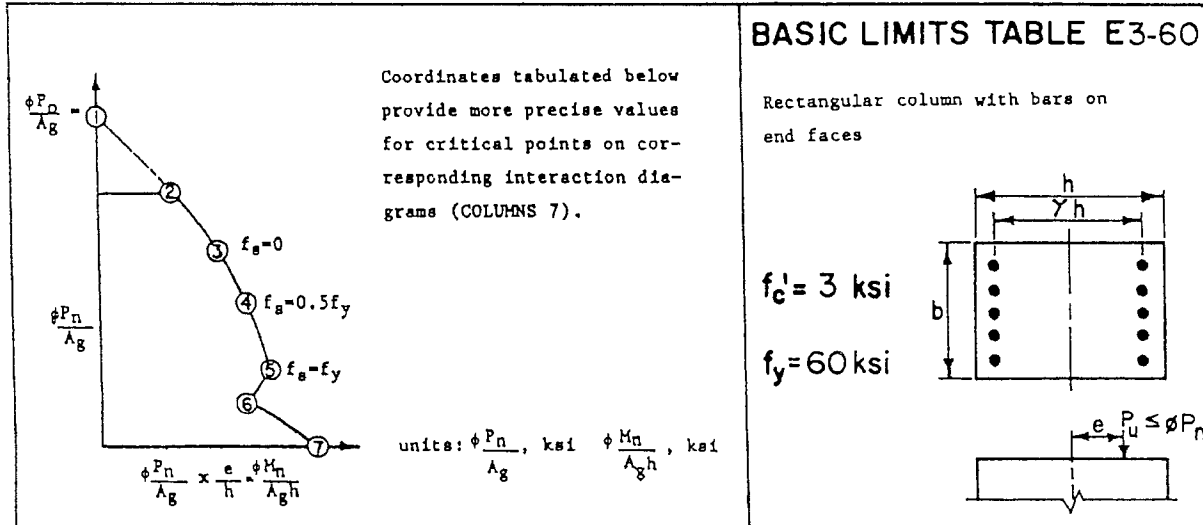 BASIC LIMITS TABLE E3-60
Coordinates tabulated below
provide more precise values
for critical points on cor-
responding interaction dia-
grams (COLUMNS 7).
ϕPn/Ag =
1
2
3 fs=0
4 fs=0.5fy
5 fs=fy
6
7
ϕPn/Ag
ϕPn/Ag x e/h = ϕMn/Agh
units: ϕPn/Ag, ksi ϕMn/Agh, ksi
Rectangular column with bars on
end faces
h
γh
b
f'c = 3 ksi
fy = 60 ksi
e
Pu ≤ øPn